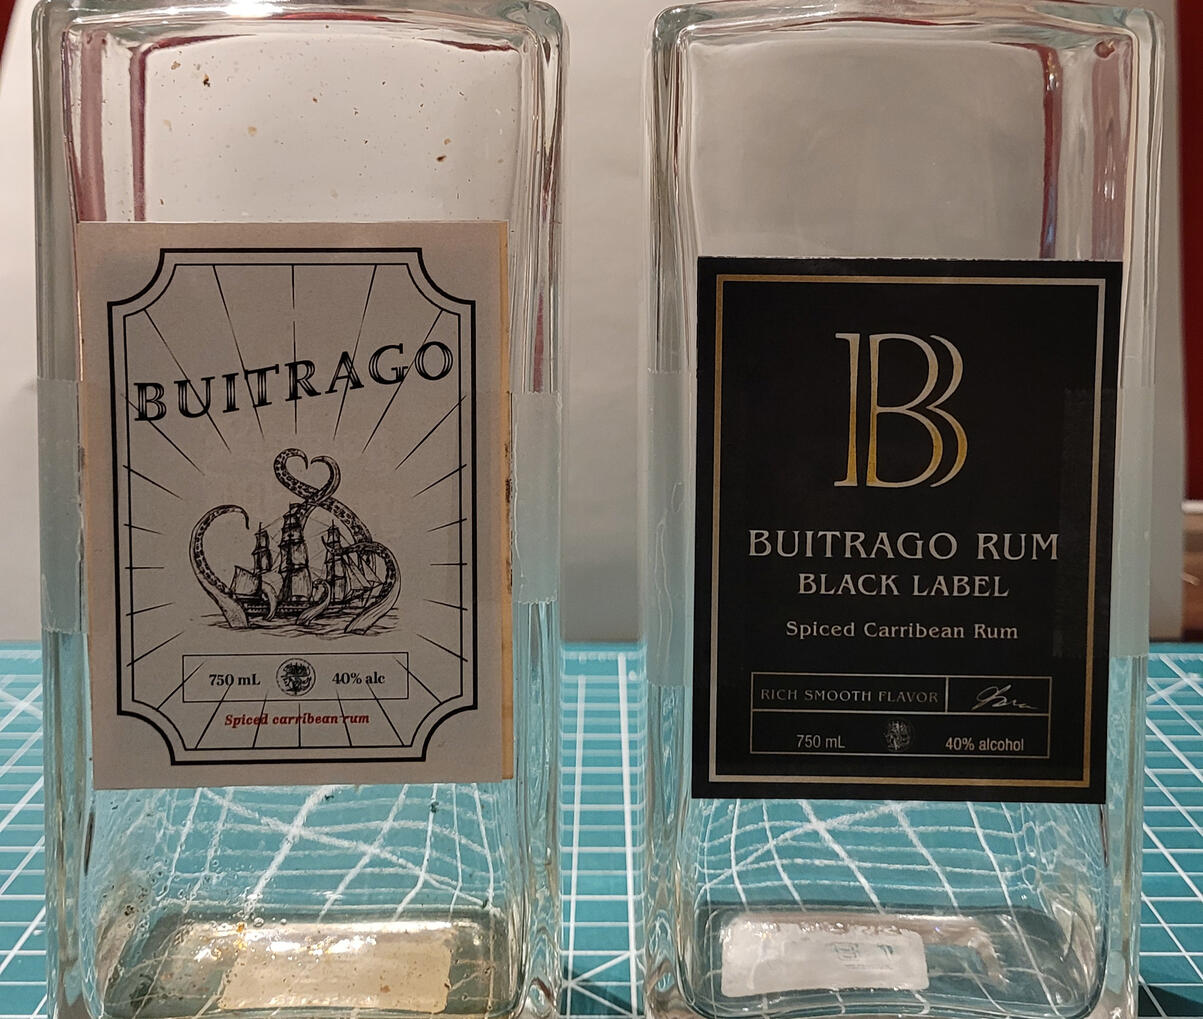 BUITRAGO
750 mL 40% alc
Spiced carribean rum
B
BUITRAGO RUM
BLACK LABEL
Spiced Carribean Rum
RICH SMOOTH FLAVOR
750 mL 40% alcohol